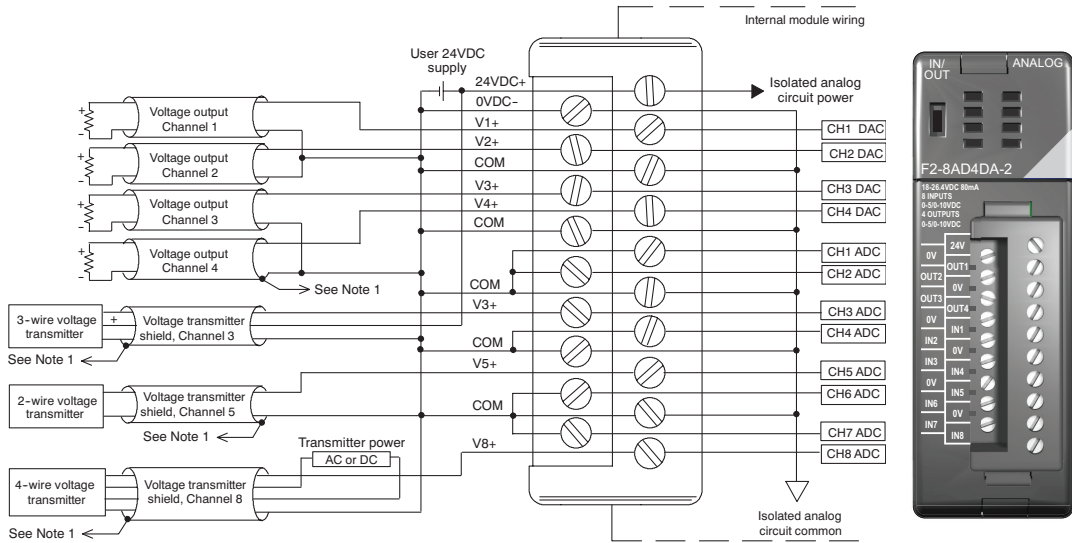 Internal module wiring
User 24VDC
supply
24VDC+
0VDC-
V1+
V2+
COM
V3+
V4+
COM
COM
V3+
COM
V5+
COM
V8+
Isolated analog
circuit power
CH1 DAC
CH2 DAC
CH3 DAC
CH4 DAC
CH1 ADC
CH2 ADC
CH3 ADC
CH4 ADC
CH5 ADC
CH6 ADC
CH7 ADC
CH8 ADC
Isolated analog
circuit common
+
-
Voltage output
Channel 1
+
-
Voltage output
Channel 2
+
-
Voltage output
Channel 3
+
-
Voltage output
Channel 4
See Note 1
3-wire voltage
transmitter
+
Voltage transmitter
shield, Channel 3
See Note 1
2-wire voltage
transmitter
Voltage transmitter
shield, Channel 5
See Note 1
Transmitter power
AC or DC
4-wire voltage
transmitter
Voltage transmitter
shield, Channel 8
See Note 1
IN/
OUT
ANALOG
F2-8AD4DA-2
18-26.4VDC 80mA
8 INPUTS
0-5/0-10VDC
4 OUTPUTS
0-5/0-10VDC
24V
0V
OUT1
OUT2
0V
OUT3
OUT4
0V
IN1
IN2
0V
IN3
IN4
0V
IN5
IN6
0V
IN7
IN8